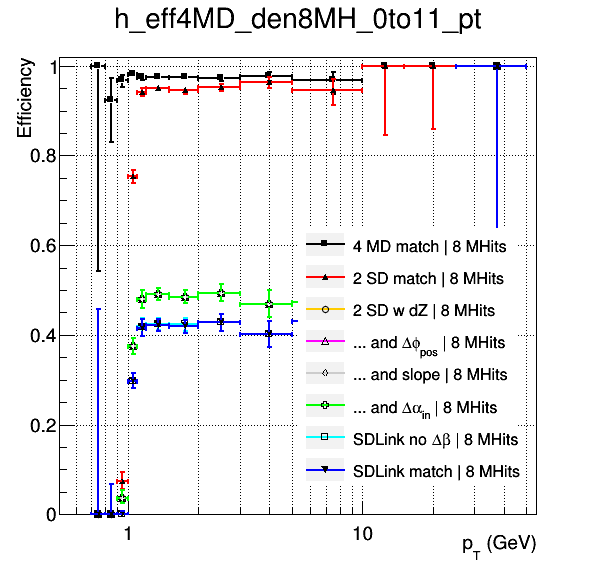 h_eff4MD_den8MH_0to11_pt
Efficiency
1
0.8
0.6
0.4
0.2
0
4 MD match | 8 MHits
2 SD match | 8 MHits
2 SD w dZ | 8 MHits
... and Δϕpos | 8 MHits
... and slope | 8 MHits
... and Δαin | 8 MHits
SDLink no Δβ | 8 MHits
SDLink match | 8 MHits
1
10
pT (GeV)